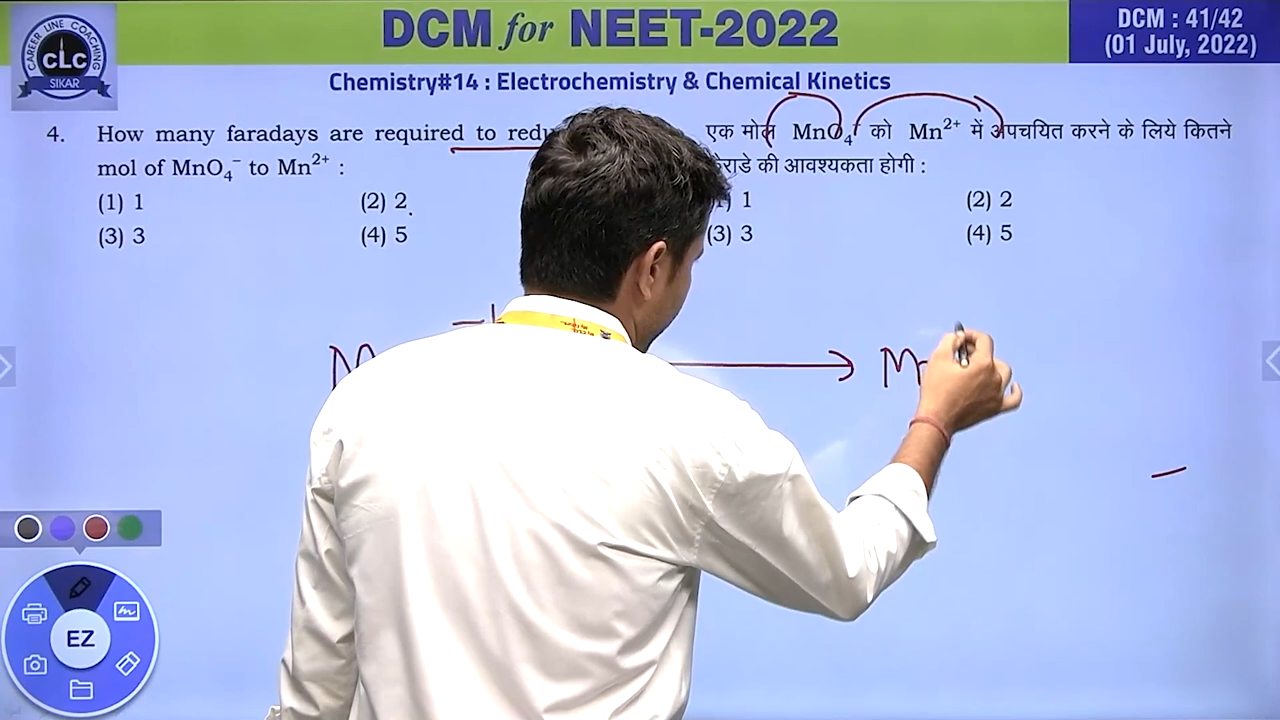 DCM for NEET-2022
DCM : 41/42
(01 July, 2022)
CAREER LINE COACHING
CLC
SIKAR
Chemistry#14 : Electrochemistry & Chemical Kinetics
4. How many faradays are required to
mol of MnO₄⁻ to Mn²⁺ :
(1) 1 (2) 2
(3) 3 (4) 5
एक मोल MnO₄ को Mn²⁺ में अपचयित करने के लिये कितने
की आवश्यकता होगी :
1 (2) 2
(3) 3 (4) 5
EZ